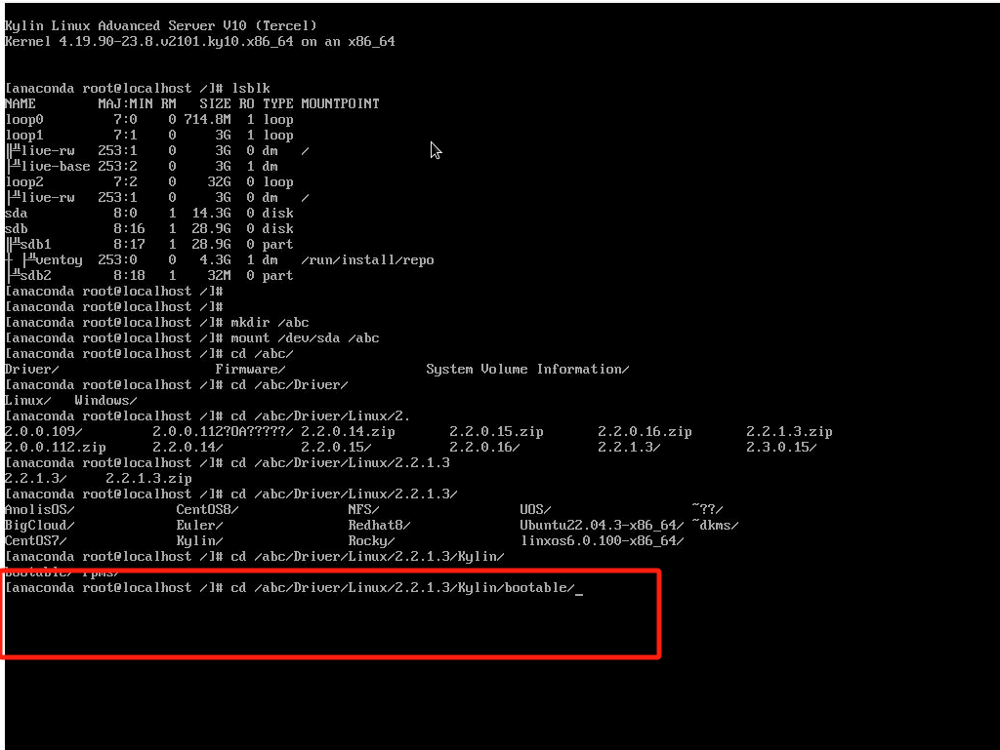 Kylin Linux Advanced Server V10 (Tercel)
Kernel 4.19.90-23.8.v2101.ky10.x86_64 on an x86_64
[anaconda root@localhost /]# lsblk
NAME        MAJ:MIN RM   SIZE RO TYPE MOUNTPOINT
loop0         7:0    0 714.8M  1 loop
loop1         7:1    0     3G  1 loop
╟╨live-rw   253:1    0     3G  0 dm   /
├╨live-base 253:2    0     3G  1 dm
loop2         7:2    0    32G  0 loop
├╨live-rw   253:1    0     3G  0 dm   /
sda           8:0    1  14.3G  0 disk
sdb           8:16   1  28.9G  0 disk
╟╨sdb1        8:17   1  28.9G  0 part
┼ ├╨ventoy  253:0    0   4.3G  1 dm   /run/install/repo
├╨sdb2        8:18   1    32M  0 part
[anaconda root@localhost /]#
[anaconda root@localhost /]#
[anaconda root@localhost /]# mkdir /abc
[anaconda root@localhost /]# mount /dev/sda /abc
[anaconda root@localhost /]# cd /abc/
Driver/                    Firmware/                  System Volume Information/
[anaconda root@localhost /]# cd /abc/Driver/
Linux/   Windows/
[anaconda root@localhost /]# cd /abc/Driver/Linux/2.
2.0.0.109/         2.0.0.112?OA?????/ 2.2.0.14.zip       2.2.0.15.zip       2.2.0.16.zip       2.2.1.3.zip
2.0.0.112.zip      2.2.0.14/          2.2.0.15/          2.2.0.16/          2.2.1.3/           2.3.0.15/
[anaconda root@localhost /]# cd /abc/Driver/Linux/2.2.1.3
2.2.1.3/     2.2.1.3.zip
[anaconda root@localhost /]# cd /abc/Driver/Linux/2.2.1.3/
AnolisOS/             CentOS8/              NFS/                  UOS/                  ~??/
BigCloud/             Euler/                Redhat8/              Ubuntu22.04.3-x86_64/ ~dkms/
CentOS7/              Kylin/                Rocky/                linxos6.0.100-x86_64/
[anaconda root@localhost /]# cd /abc/Driver/Linux/2.2.1.3/Kylin/
bootable/ rpms/
[anaconda root@localhost /]# cd /abc/Driver/Linux/2.2.1.3/Kylin/bootable/_